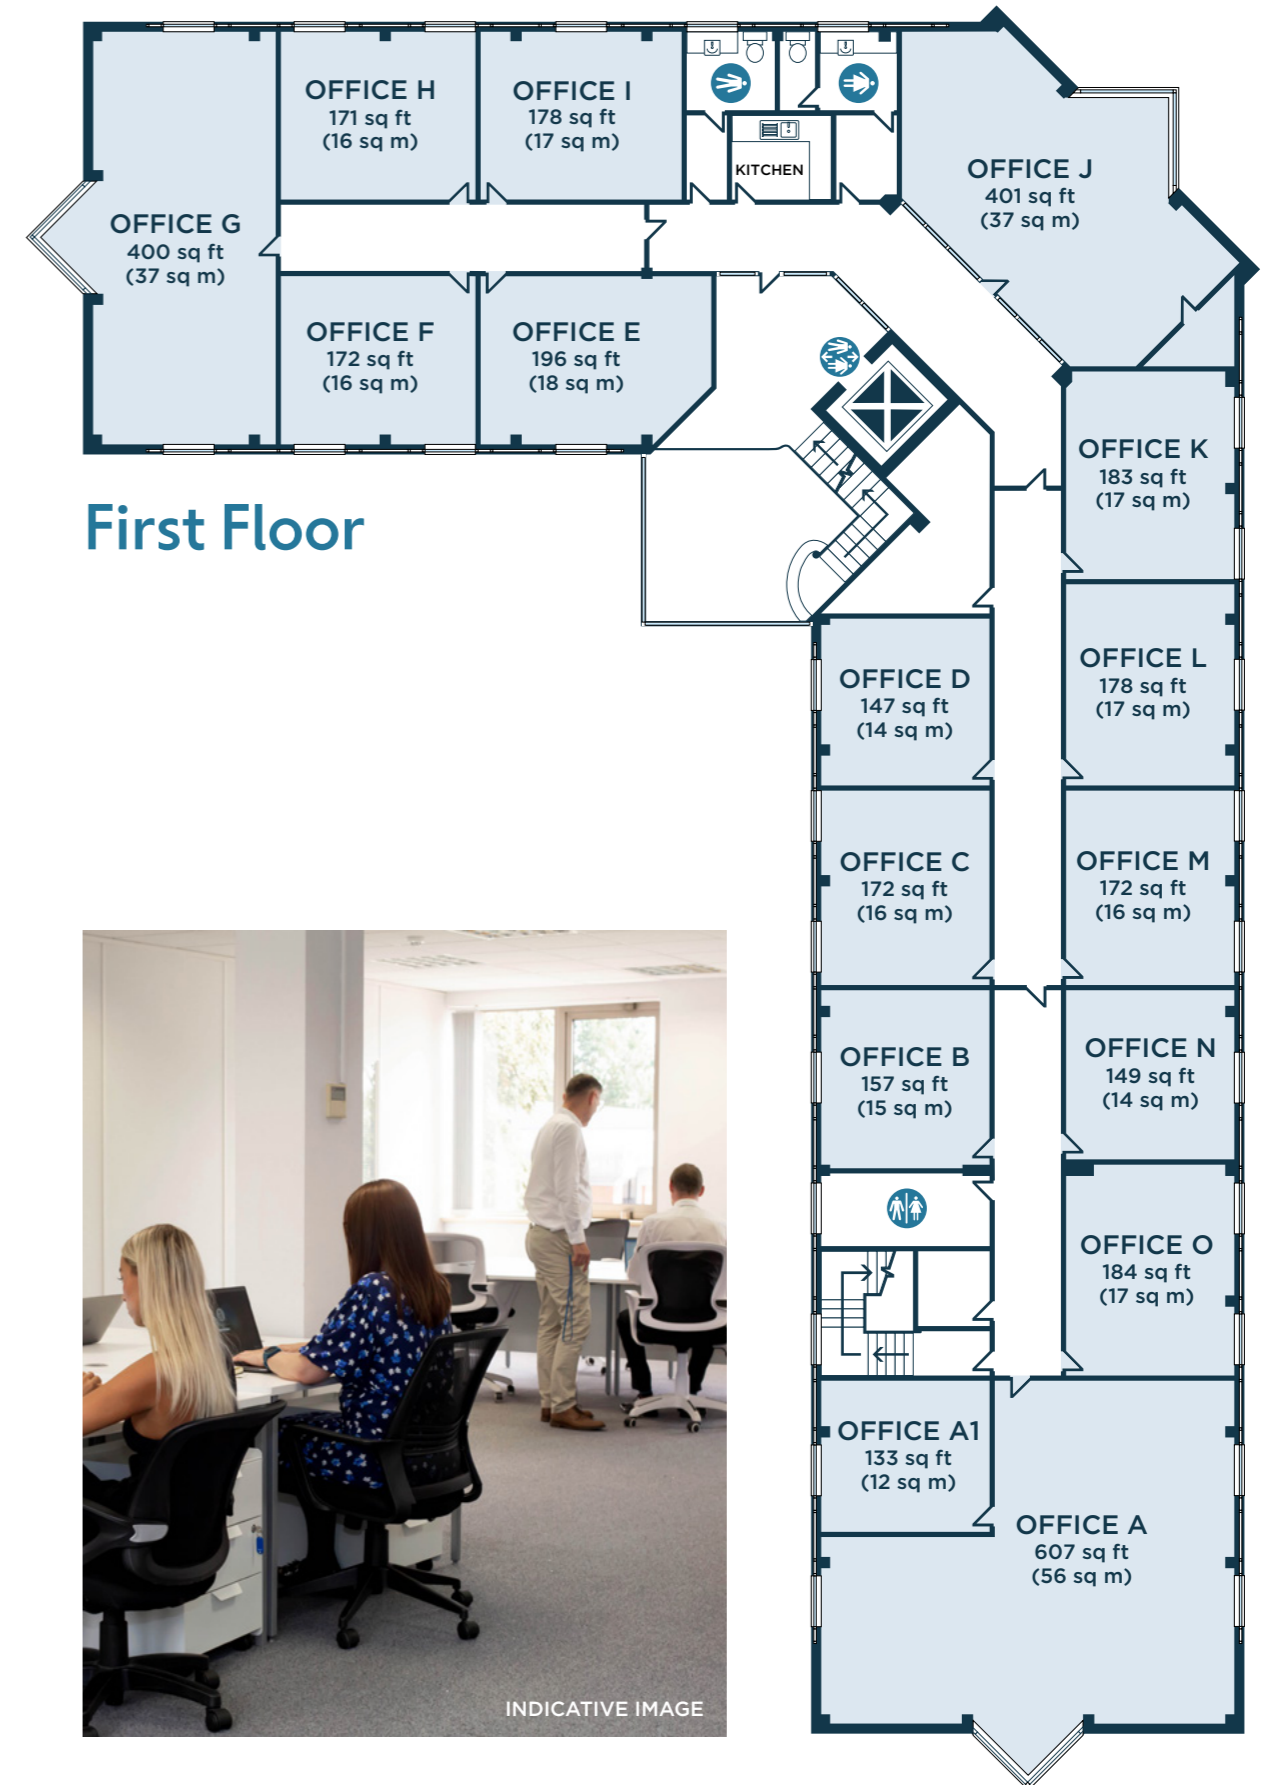 OFFICE H
171 sq ft
(16 sq m)
OFFICE I
178 sq ft
(17 sq m)
KITCHEN
OFFICE J
401 sq ft
(37 sq m)
OFFICE G
400 sq ft
(37 sq m)
OFFICE F
172 sq ft
(16 sq m)
OFFICE E
196 sq ft
(18 sq m)
OFFICE K
183 sq ft
(17 sq m)
First Floor
OFFICE D
147 sq ft
(14 sq m)
OFFICE L
178 sq ft
(17 sq m)
OFFICE C
172 sq ft
(16 sq m)
OFFICE M
172 sq ft
(16 sq m)
OFFICE B
157 sq ft
(15 sq m)
OFFICE N
149 sq ft
(14 sq m)
OFFICE O
184 sq ft
(17 sq m)
OFFICE A1
133 sq ft
(12 sq m)
OFFICE A
607 sq ft
(56 sq m)
INDICATIVE IMAGE